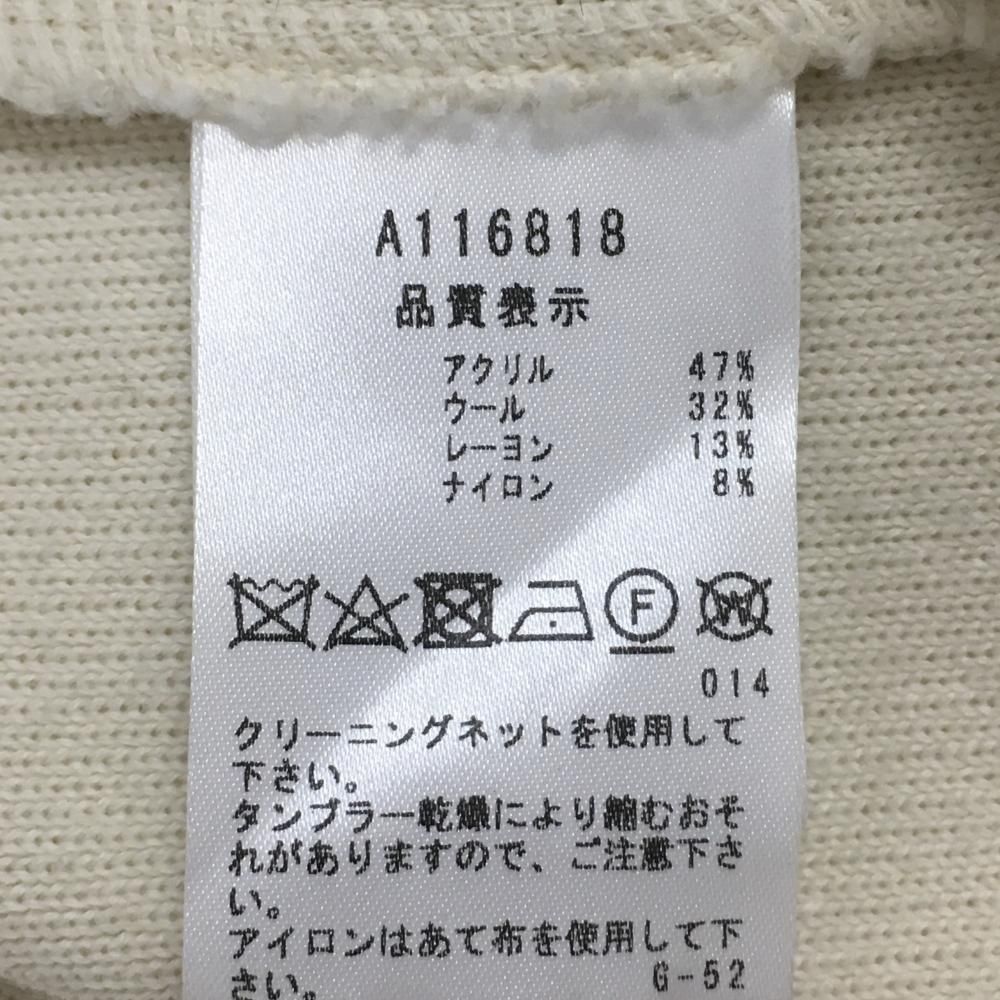 A116818
品質表示
アクリル 47%
ウール 32%
レーヨン 13%
ナイロン 8%
F W
014
クリーニングネットを使用して
下さい。
タンブラー乾燥により縮むおそ
れがありますので、ご注意下さ
い。
アイロンはあて布を使用して下
さい。 G-52